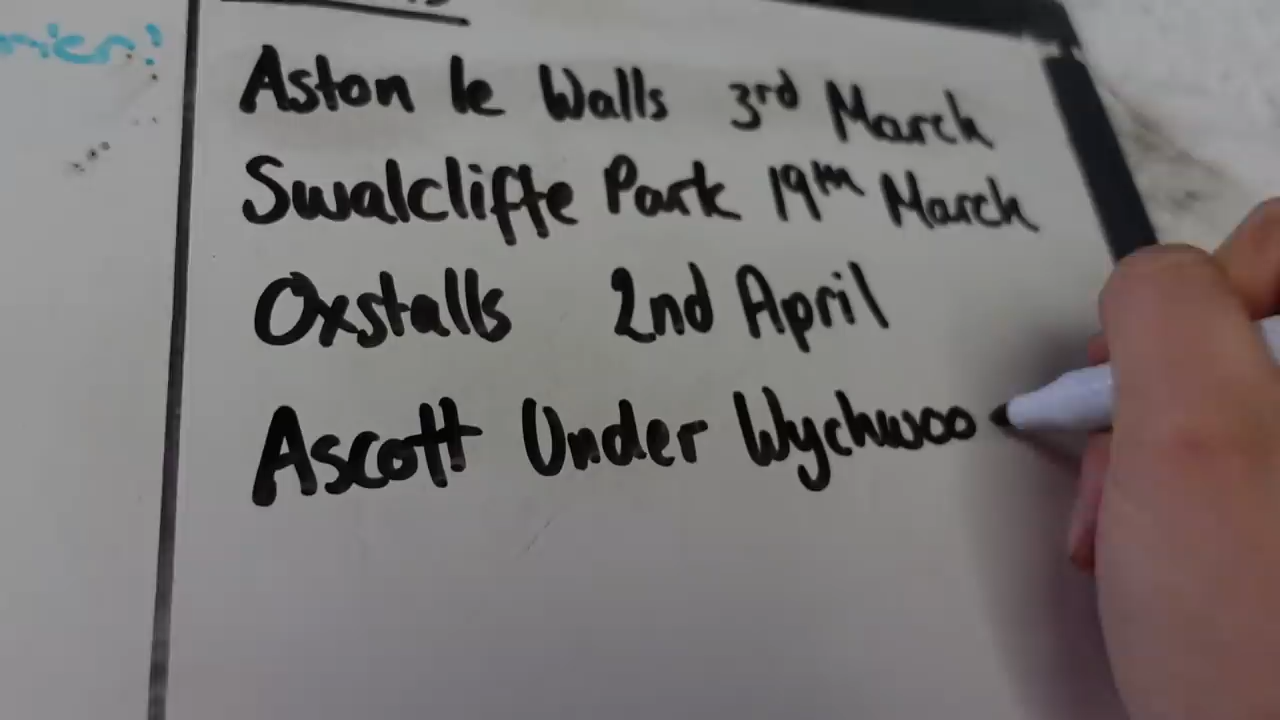 Aston le Walls 3rd March
Swalcliffe Park 19th March
Oxstalls 2nd April
Ascott Under Wychwoo